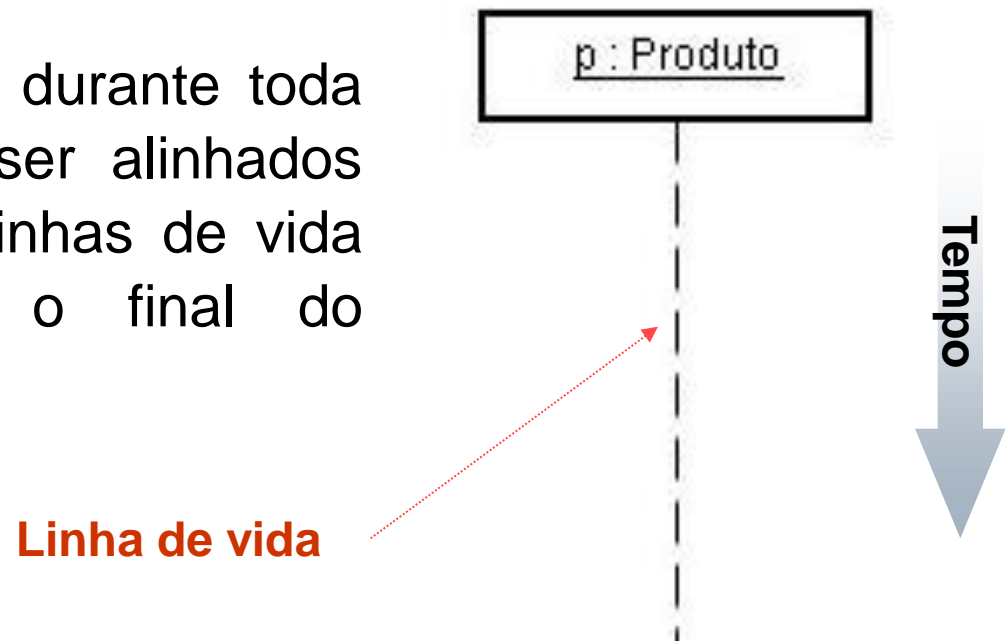 durante toda
ser alinhados
inhas de vida
o final do
p : Produto
Tempo
Linha de vida